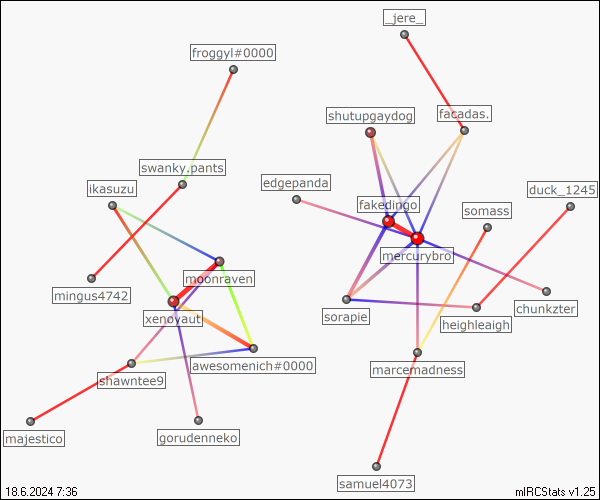 _jere_
froggyl#0000
shutupgaydog
facadas.
swanky.pants
ikasuzu
edgepanda
duck_1245
fakedingo
somass
mercurybro
moonraven
mingus4742
xenoyaut
sorapie
chunkzter
heighleaigh
awesomenich#0000
marcemadness
shawntee9
majestico
gorudenneko
samuel4073
18.6.2024 7:36
mIRCStats v1.25